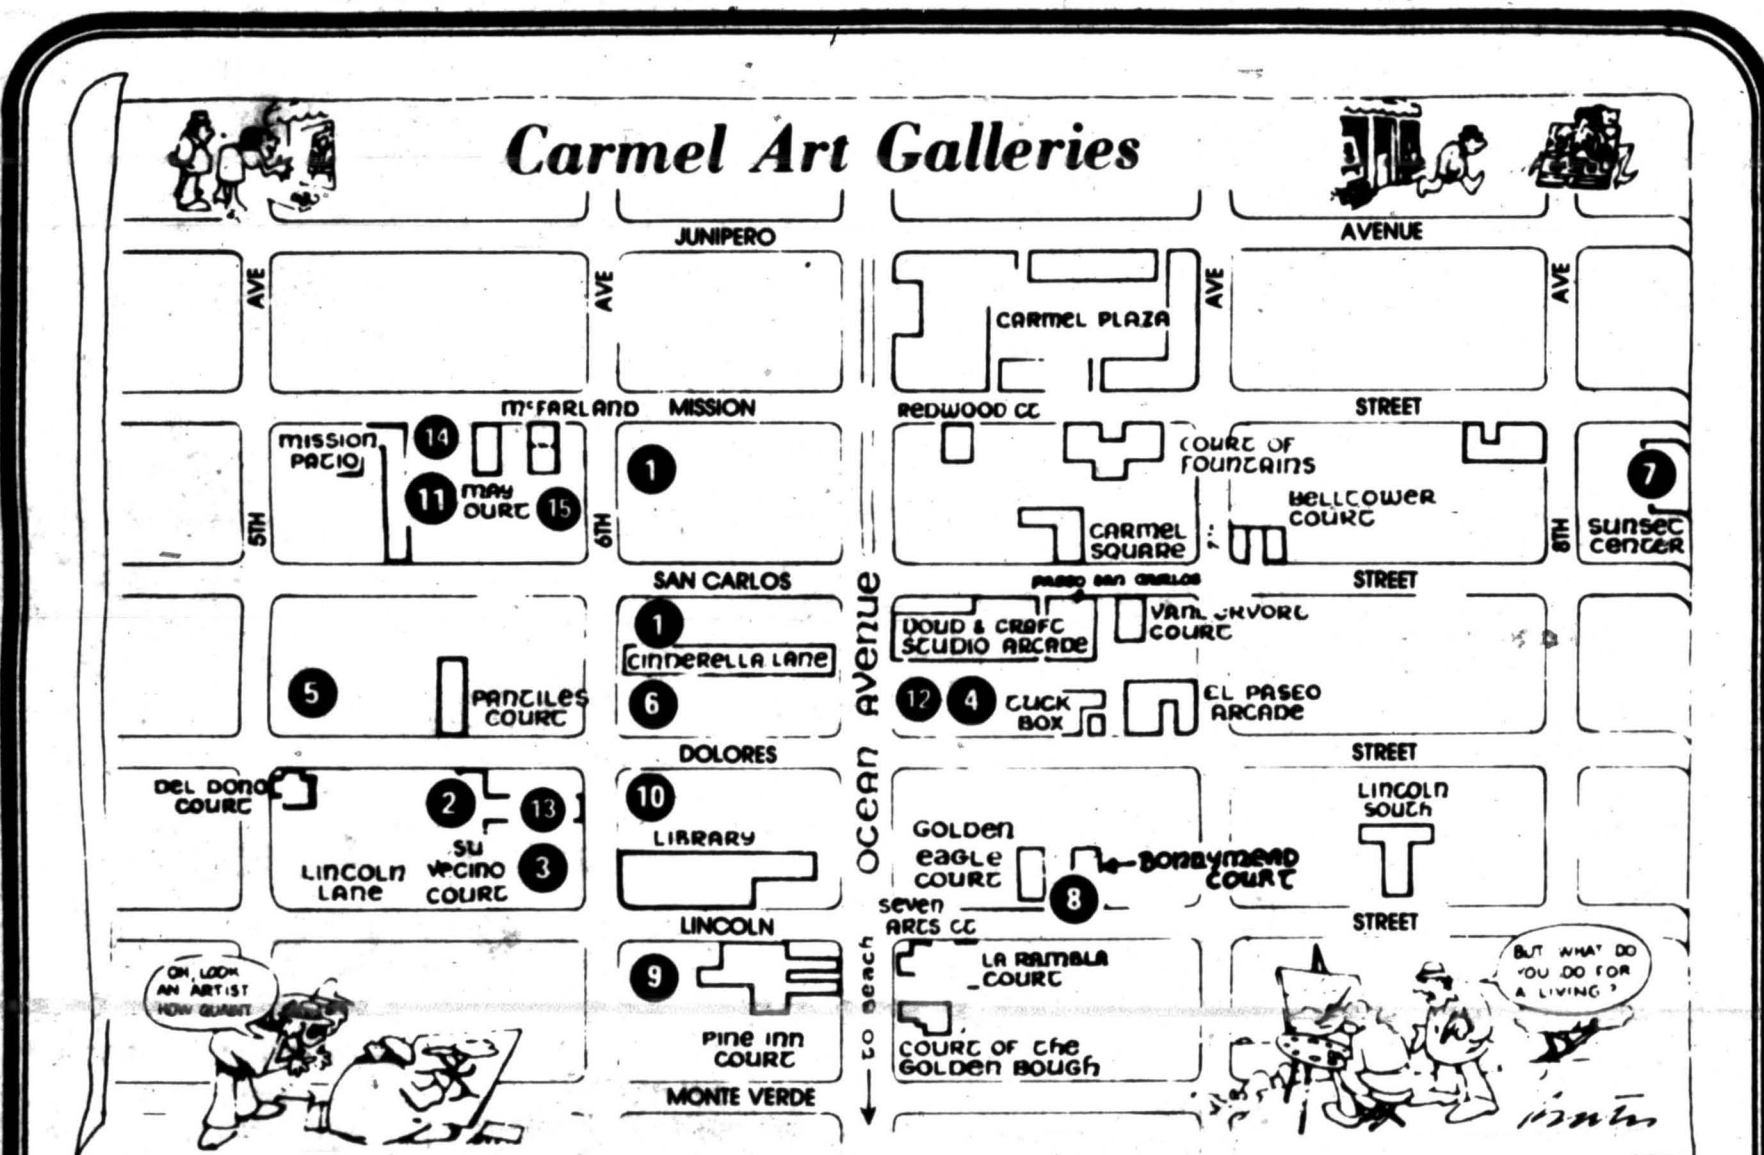 Carmel Art Galleries
JUNIPERO AVENUE
AVE
AVE
AVE
AVE
CARMEL PLAZA
McFARLAND MISSION REDWOOD CT STREET
MISSION
PATIO
14
11
MAY
OURT
15
1
COURT OF
FOUNTAINS
BELLTOWER
COURT
7
SUNSET
CENTER
CARMEL
SQUARE
5TH
6TH
8TH
SAN CARLOS STREET
PASEO SAN CARLOS
1
CINDERELLA LANE
6
DOUD & CRAFT
STUDIO ARCADE
COURT
5
PANTILES
COURT
12
4
TUCK
BOX
EL PASEO
ARCADE
OCEAN AVENUE
DOLORES STREET
DEL DONO
COURT
2
13
10
LIBRARY
LINCOLN
SOUTH
LINCOLN
LANE
SU
VECINO
COURT
3
GOLDEN
EAGLE
COURT
BONNYMEAD
COURT
8
SEVEN
ARTS CT
LINCOLN STREET
9
PINE INN
COURT
LA RAMBLA
COURT
COURT OF THE
GOLDEN BOUGH
TO BEACH
OH, LOOK
AN ARTIST
HOW QUAINT
BUT WHAT DO
YOU DO FOR
A LIVING?
MONTE VERDE